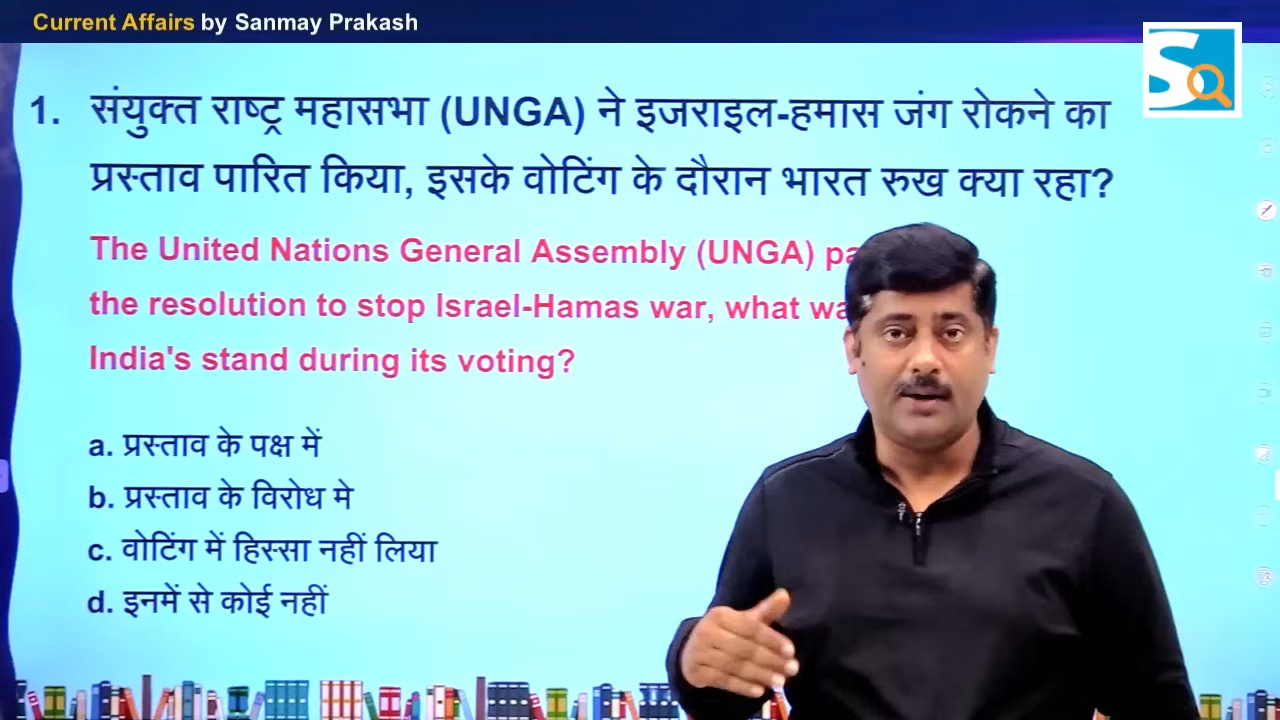 Current Affairs by Sanmay Prakash
1. संयुक्त राष्ट्र महासभा (UNGA) ने इजराइल-हमास जंग रोकने का
प्रस्ताव पारित किया, इसके वोटिंग के दौरान भारत रुख क्या रहा?
The United Nations General Assembly (UNGA)
the resolution to stop Israel-Hamas war, what
India's stand during its voting?
a. प्रस्ताव के पक्ष में
b. प्रस्ताव के विरोध मे
c. वोटिंग में हिस्सा नहीं लिया
d. इनमें से कोई नहीं